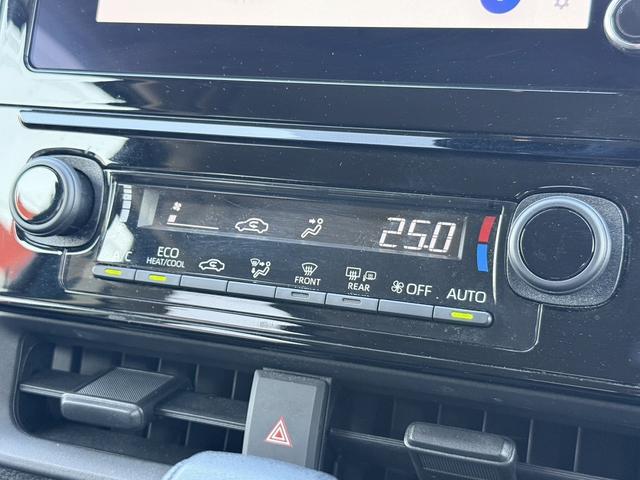 25.0
A/C
ECO
HEAT/COOL
FRONT
REAR
OFF
AUTO